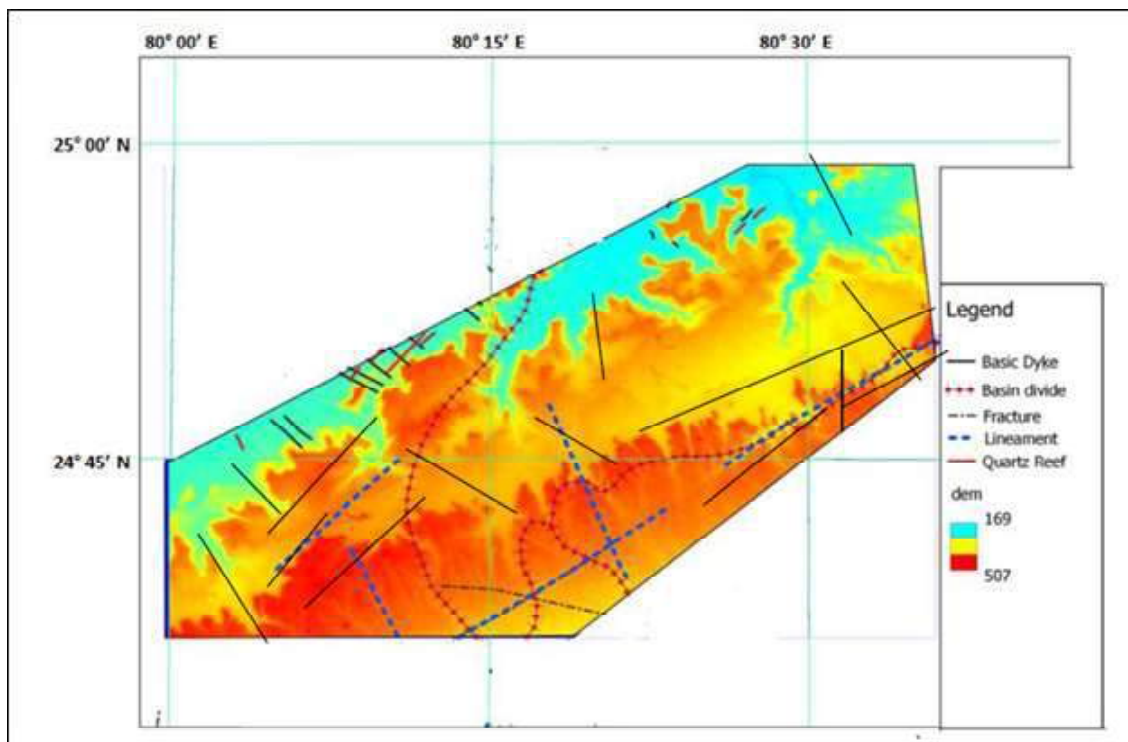 80° 00′ E 80° 15′ E 80° 30′ E
25° 00′ N
24° 45′ N
Legend
Basic Dyke
Basin divide
Fracture
Lineament
Quartz Reef
dem
169
507